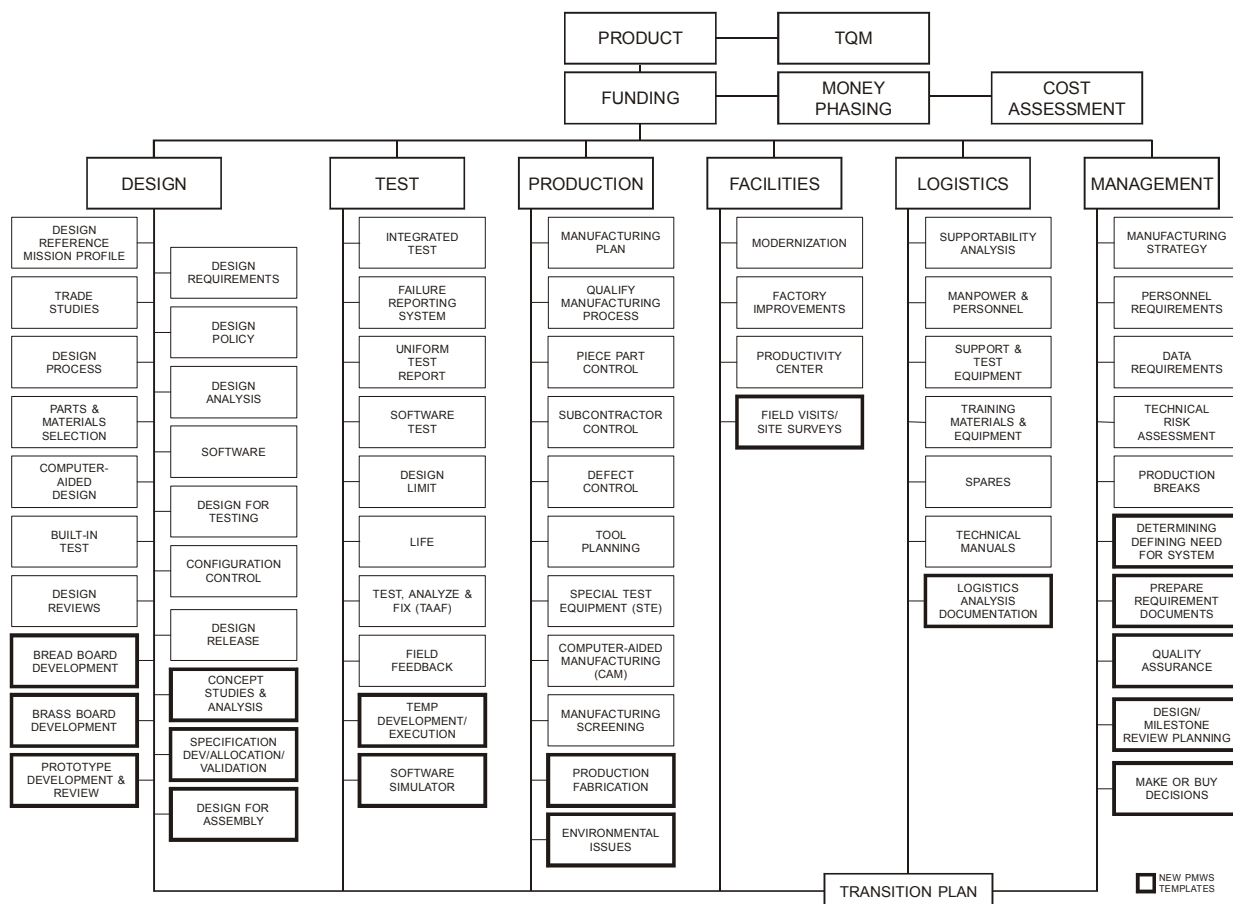 PRODUCT
TQM
FUNDING
MONEY
PHASING
COST
ASSESSMENT
DESIGN
TEST
PRODUCTION
FACILITIES
LOGISTICS
MANAGEMENT
DESIGN
REFERENCE
MISSION PROFILE
TRADE
STUDIES
DESIGN
PROCESS
PARTS &
MATERIALS
SELECTION
COMPUTER-
AIDED
DESIGN
BUILT-IN
TEST
DESIGN
REVIEWS
BREAD BOARD
DEVELOPMENT
BRASS BOARD
DEVELOPMENT
PROTOTYPE
DEVELOPMENT &
REVIEW
DESIGN
REQUIREMENTS
DESIGN
POLICY
DESIGN
ANALYSIS
SOFTWARE
DESIGN FOR
TESTING
CONFIGURATION
CONTROL
DESIGN
RELEASE
CONCEPT
STUDIES &
ANALYSIS
SPECIFICATION
DEV/ALLOCATION/
VALIDATION
DESIGN FOR
ASSEMBLY
INTEGRATED
TEST
FAILURE
REPORTING
SYSTEM
UNIFORM
TEST
REPORT
SOFTWARE
TEST
DESIGN
LIMIT
LIFE
TEST, ANALYZE &
FIX (TAAF)
FIELD
FEEDBACK
TEMP
DEVELOPMENT/
EXECUTION
SOFTWARE
SIMULATOR
MANUFACTURING
PLAN
QUALIFY
MANUFACTURING
PROCESS
PIECE PART
CONTROL
SUBCONTRACTOR
CONTROL
DEFECT
CONTROL
TOOL
PLANNING
SPECIAL TEST
EQUIPMENT (STE)
COMPUTER-AIDED
MANUFACTURING
(CAM)
MANUFACTURING
SCREENING
PRODUCTION
FABRICATION
ENVIRONMENTAL
ISSUES
MODERNIZATION
FACTORY
IMPROVEMENTS
PRODUCTIVITY
CENTER
FIELD VISITS/
SITE SURVEYS
SUPPORTABILITY
ANALYSIS
MANPOWER &
PERSONNEL
SUPPORT &
TEST
EQUIPMENT
TRAINING
MATERIALS &
EQUIPMENT
SPARES
TECHNICAL
MANUALS
LOGISTICS
ANALYSIS
DOCUMENTATION
MANUFACTURING
STRATEGY
PERSONNEL
REQUIREMENTS
DATA
REQUIREMENTS
TECHNICAL
RISK
ASSESSMENT
PRODUCTION
BREAKS
DETERMINING
DEFINING NEED
FOR SYSTEM
PREPARE
REQUIREMENT
DOCUMENTS
QUALITY
ASSURANCE
DESIGN/
MILESTONE
REVIEW PLANNING
MAKE OR BUY
DECISIONS
TRANSITION PLAN
NEW PMWS
TEMPLATES